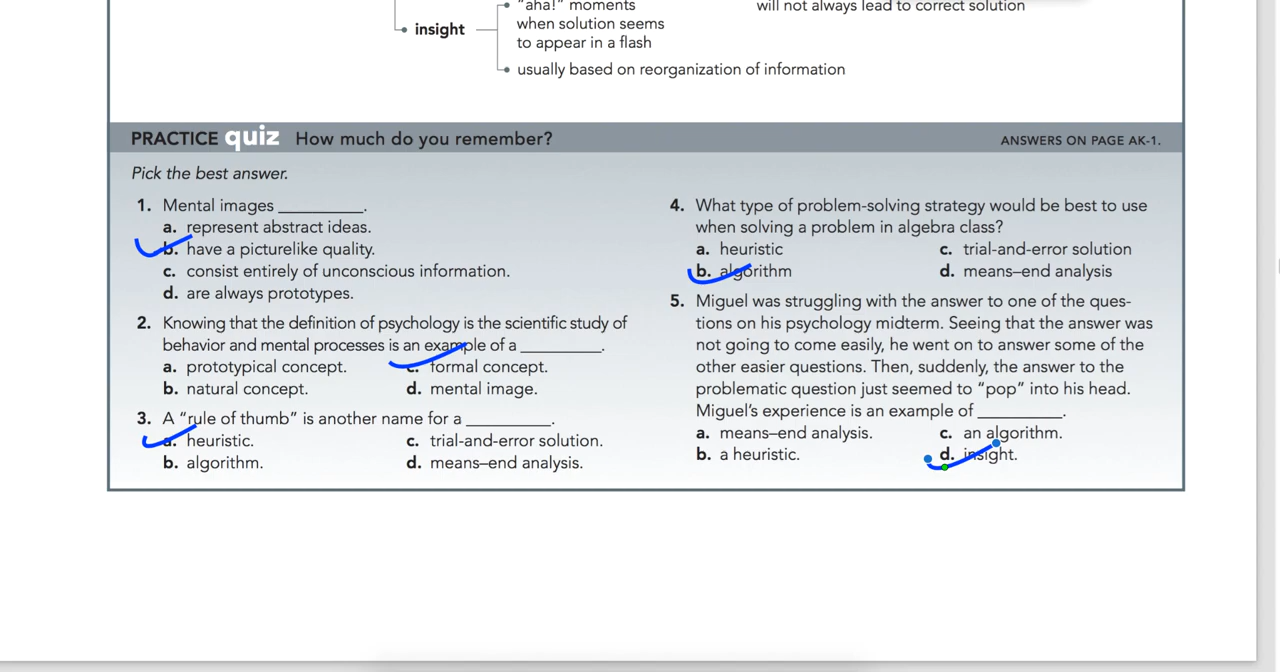 "aha!" moments
when solution seems
to appear in a flash
will not always lead to correct solution
insight
usually based on reorganization of information
PRACTICE quiz How much do you remember?
ANSWERS ON PAGE AK-1.
Pick the best answer.
1. Mental images __________.
a. represent abstract ideas.
b. have a picturelike quality.
c. consist entirely of unconscious information.
d. are always prototypes.
2. Knowing that the definition of psychology is the scientific study of
behavior and mental processes is an example of a __________.
a. prototypical concept.
c. formal concept.
b. natural concept.
d. mental image.
3. A "rule of thumb" is another name for a __________.
a. heuristic.
c. trial-and-error solution.
b. algorithm.
d. means–end analysis.
4. What type of problem-solving strategy would be best to use
when solving a problem in algebra class?
a. heuristic
c. trial-and-error solution
b. algorithm
d. means–end analysis
5. Miguel was struggling with the answer to one of the ques-
tions on his psychology midterm. Seeing that the answer was
not going to come easily, he went on to answer some of the
other easier questions. Then, suddenly, the answer to the
problematic question just seemed to "pop" into his head.
Miguel's experience is an example of __________.
a. means–end analysis.
c. an algorithm.
b. a heuristic.
d. insight.